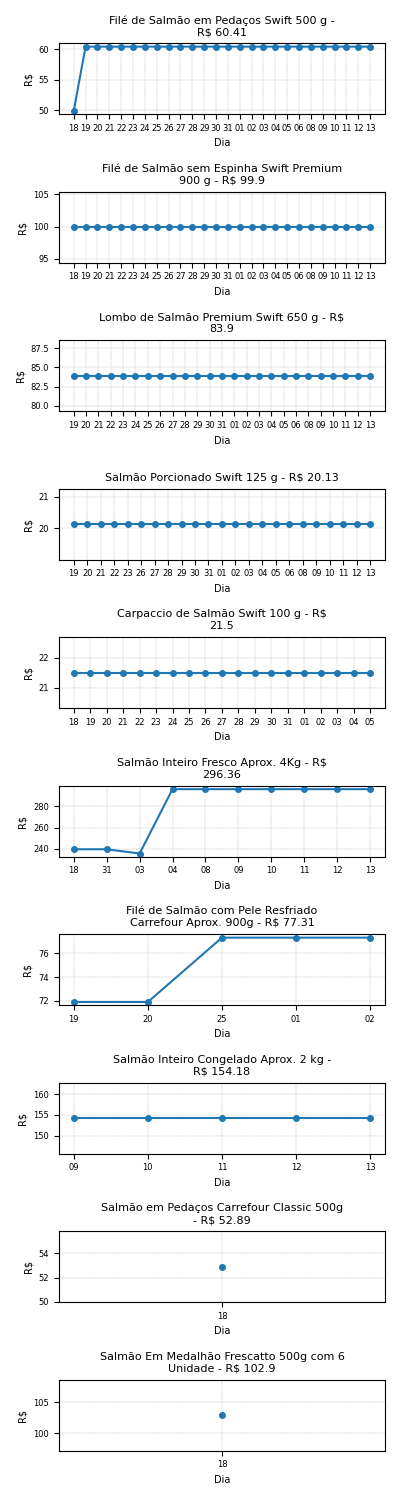 Filé de Salmão em Pedaços Swift 500 g -
R$ 60.41
60
55
50
R$
18 19 20 21 22 23 24 25 26 27 28 29 30 31 01 02 03 04 05 06 08 09 10 11 12 13
Dia
Filé de Salmão sem Espinha Swift Premium
900 g - R$ 99.9
105
100
95
R$
18 19 20 21 22 23 24 25 26 27 28 29 30 31 01 02 03 04 05 06 08 09 10 11 12 13
Dia
Lombo de Salmão Premium Swift 650 g - R$
83.9
87.5
85.0
82.5
80.0
R$
19 20 21 22 23 24 25 26 27 28 29 30 31 01 02 03 04 05 06 08 09 10 11 12 13
Dia
Salmão Porcionado Swift 125 g - R$ 20.13
21
20
R$
19 20 21 22 23 26 27 28 29 30 31 01 02 03 04 05 06 08 09 10 11 12 13
Dia
Carpaccio de Salmão Swift 100 g - R$
21.5
22
21
R$
18 19 20 21 22 23 24 25 26 27 28 29 30 31 01 02 03 04 05
Dia
Salmão Inteiro Fresco Aprox. 4Kg - R$
296.36
280
260
240
R$
18 31 03 04 08 09 10 11 12 13
Dia
Filé de Salmão com Pele Resfriado
Carrefour Aprox. 900g - R$ 77.31
76
74
72
R$
19 20 25 01 02
Dia
Salmão Inteiro Congelado Aprox. 2 kg -
R$ 154.18
160
155
150
R$
09 10 11 12 13
Dia
Salmão em Pedaços Carrefour Classic 500g
- R$ 52.89
54
52
50
R$
18
Dia
Salmão Em Medalhão Frescatto 500g com 6
Unidade - R$ 102.9
105
100
R$
18
Dia